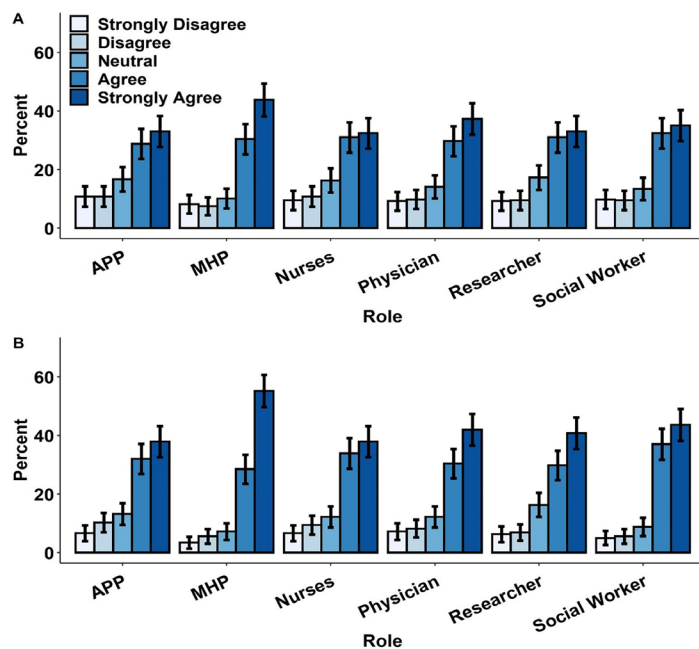 A
Strongly Disagree
Disagree
Neutral
Agree
Strongly Agree
60
40
20
0
Percent
APP
MHP
Nurses
Physician
Researcher
Social Worker
Role
B
60
40
20
0
Percent
APP
MHP
Nurses
Physician
Researcher
Social Worker
Role